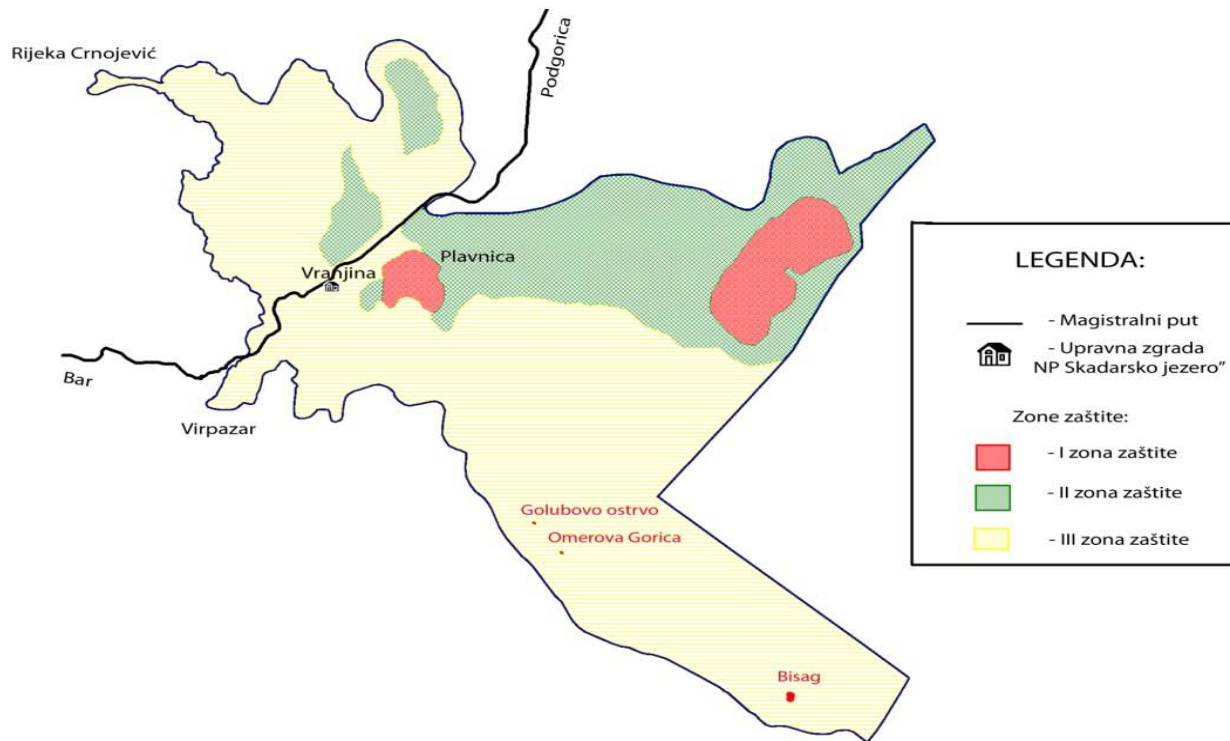 Rijeka Crnojević
Podgorica
Vranjina
Plavnica
Bar
Virpazar
Golubovo ostrvo
Omerova Gorica
Bisag
LEGENDA:
- Magistralni put
- Upravna zgrada
NP Skadarsko jezero”
Zone zaštite:
- I zona zaštite
- II zona zaštite
- III zona zaštite